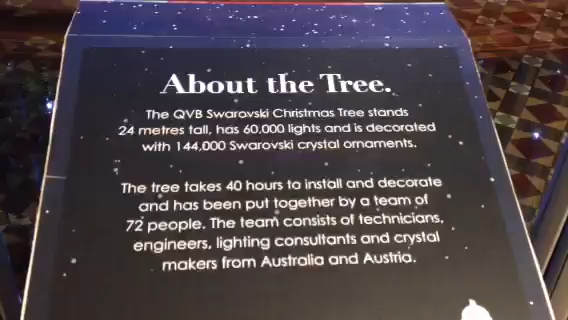 About the Tree.
The QVB Swarovski Christmas Tree stands
24 metres tall, has 60,000 lights and is decorated
with 144,000 Swarovski crystal ornaments.
The tree takes 40 hours to install and decorate
and has been put together by a team of
72 people. The team consists of technicians,
engineers, lighting consultants and crystal
makers from Australia and Austria.